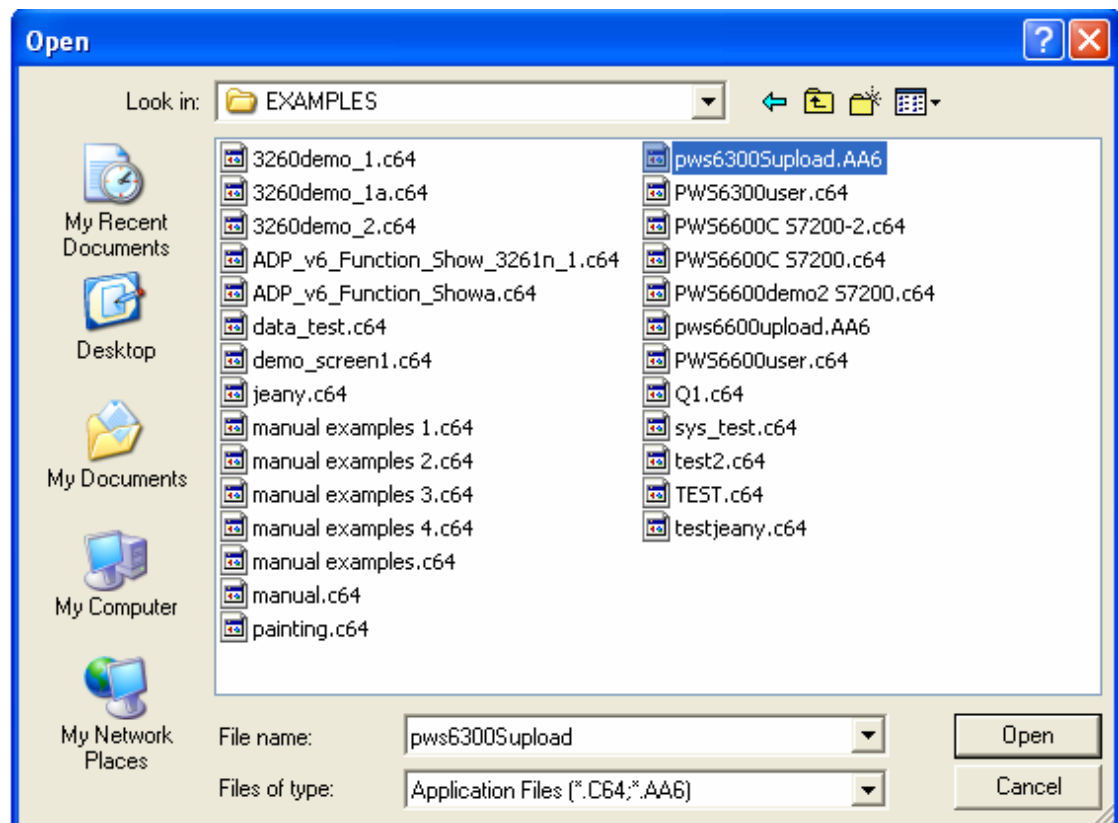 Open
Look in: EXAMPLES
My Recent
Documents
Desktop
My Documents
My Computer
My Network
Places
3260demo_1.c64
3260demo_1a.c64
3260demo_2.c64
ADP_v6_Function_Show_3261n_1.c64
ADP_v6_Function_Showa.c64
data_test.c64
demo_screen1.c64
jeany.c64
manual examples 1.c64
manual examples 2.c64
manual examples 3.c64
manual examples 4.c64
manual examples.c64
manual.c64
painting.c64
pws6300Supload.AA6
PWS6300user.c64
PWS6600C S7200-2.c64
PWS6600C S7200.c64
PWS6600demo2 S7200.c64
pws6600upload.AA6
PWS6600user.c64
Q1.c64
sys_test.c64
test2.c64
TEST.c64
testjeany.c64
File name: pws6300Supload Open
Files of type: Application Files (*.C64;*.AA6) Cancel